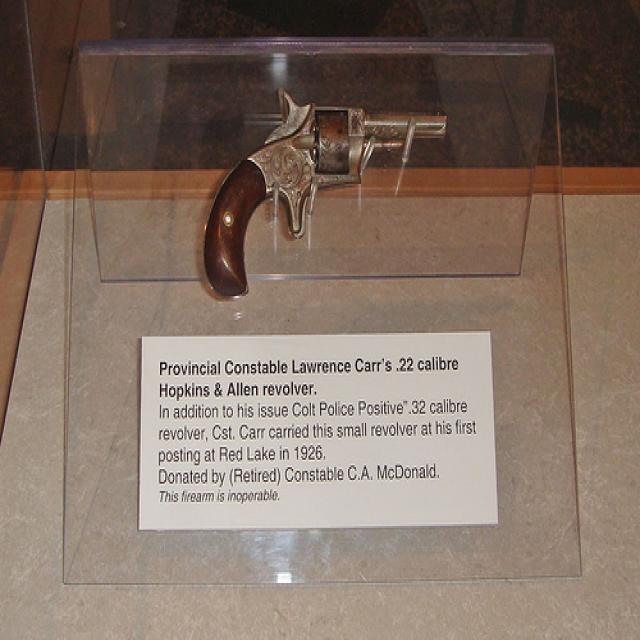 Provincial Constable Lawrence Carr's .22 calibre
Hopkins & Allen revolver.
In addition to his issue Colt Police Positive".32 calibre
revolver, Cst. Carr carried this small revolver at his first
posting at Red Lake in 1926.
Donated by (Retired) Constable C.A. McDonald.
This firearm is inoperable.